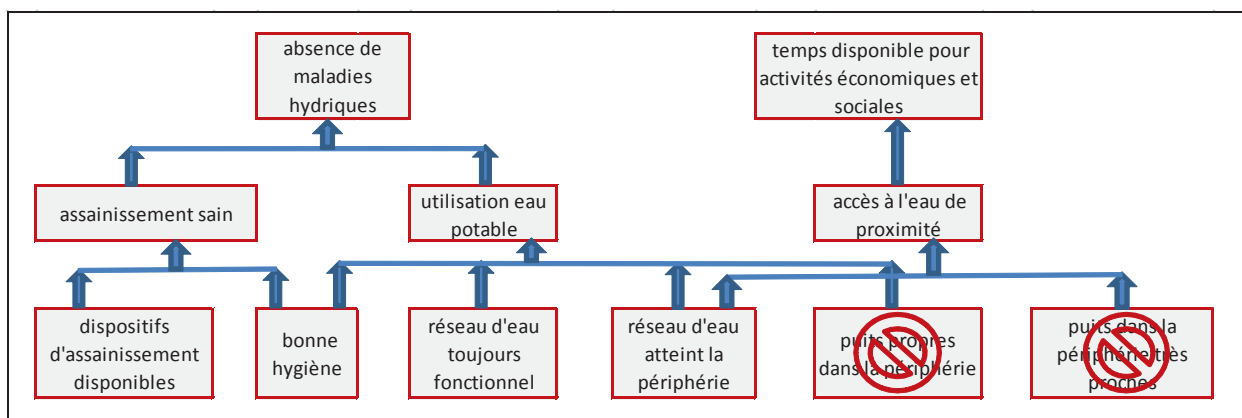 absence de
maladies
hydriques
temps disponible pour
activités économiques et
sociales
assainissement sain
utilisation eau
potable
accès à l'eau de
proximité
dispositifs
d'assainissement
disponibles
bonne
hygiène
réseau d'eau
toujours
fonctionnel
réseau d'eau
atteint la
périphérie
puits propres
dans la périphérie
puits dans la
périphérie très
proches